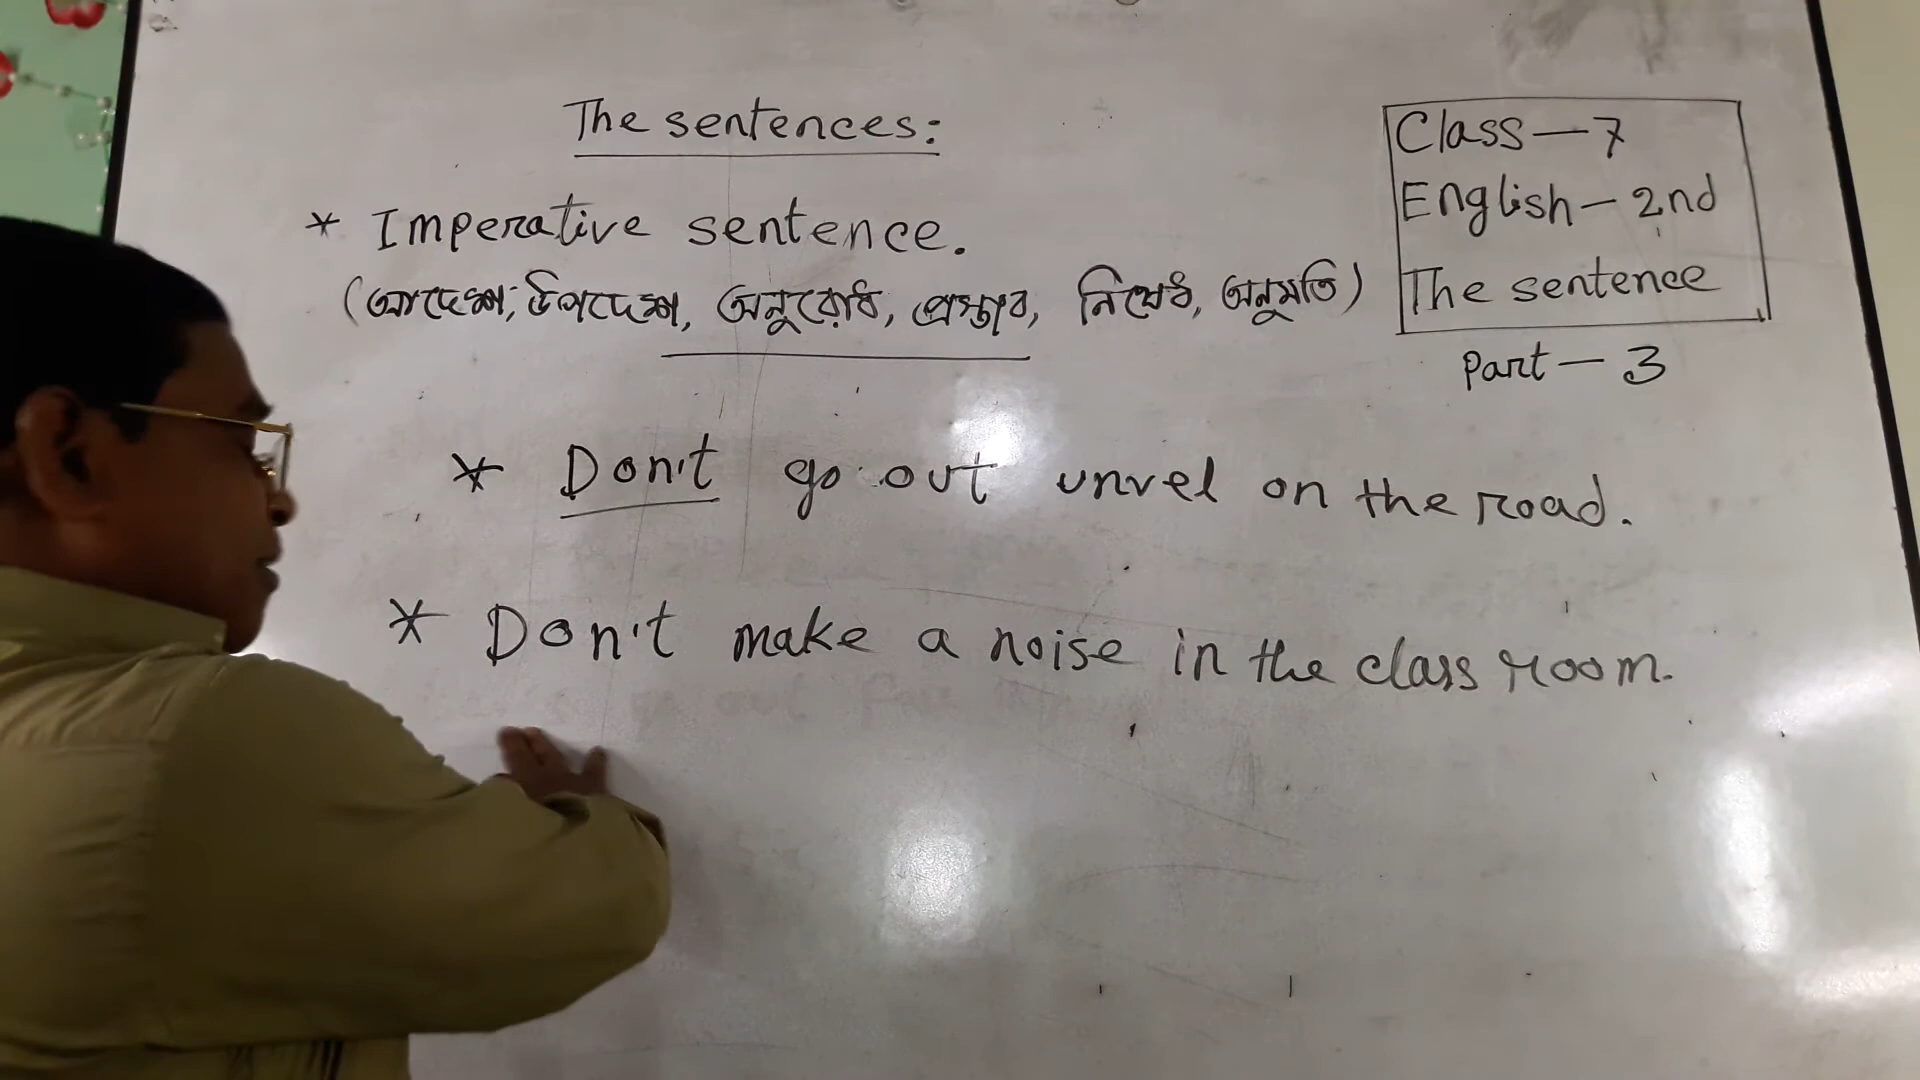 The sentences:
* Imperative sentence.
(আদেশ, উপদেশ, অনুরোধ, প্রস্তাব, নিষেধ, অনুমতি)
Class — 7
English — 2nd
The sentence
Part — 3
* Don't go out unvel on the road.
* Don't make a noise in the class room.